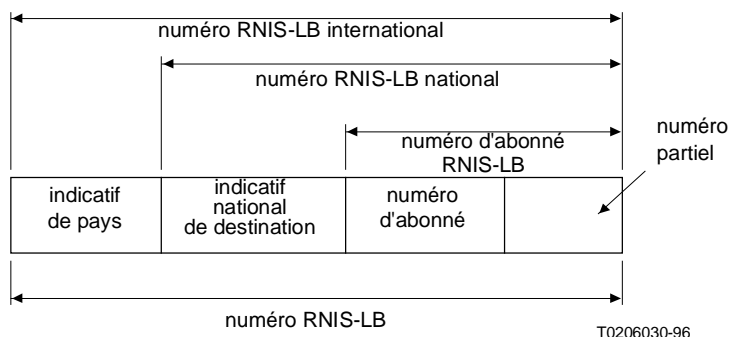 numéro RNIS-LB international
numéro RNIS-LB national
numéro d'abonné
RNIS-LB
numéro
partiel
indicatif
de pays
indicatif
national
de destination
numéro
d'abonné
numéro RNIS-LB
T0206030-96